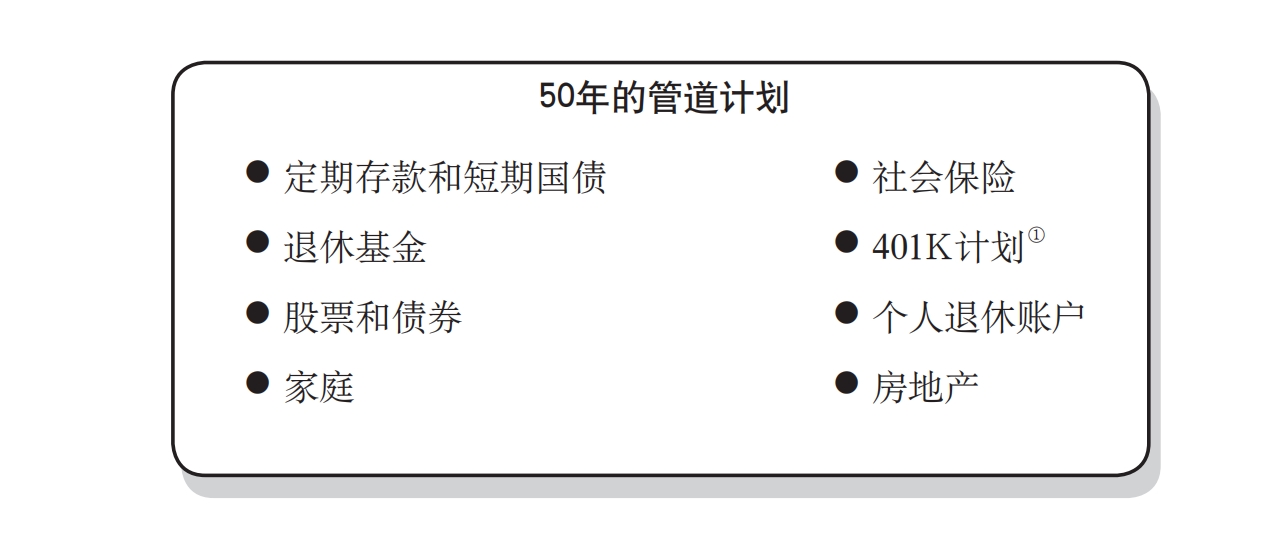 50年的管道计划
● 定期存款和短期国债
● 退休基金
● 股票和债券
● 家庭
● 社会保险
● 401K计划①
● 个人退休账户
● 房地产